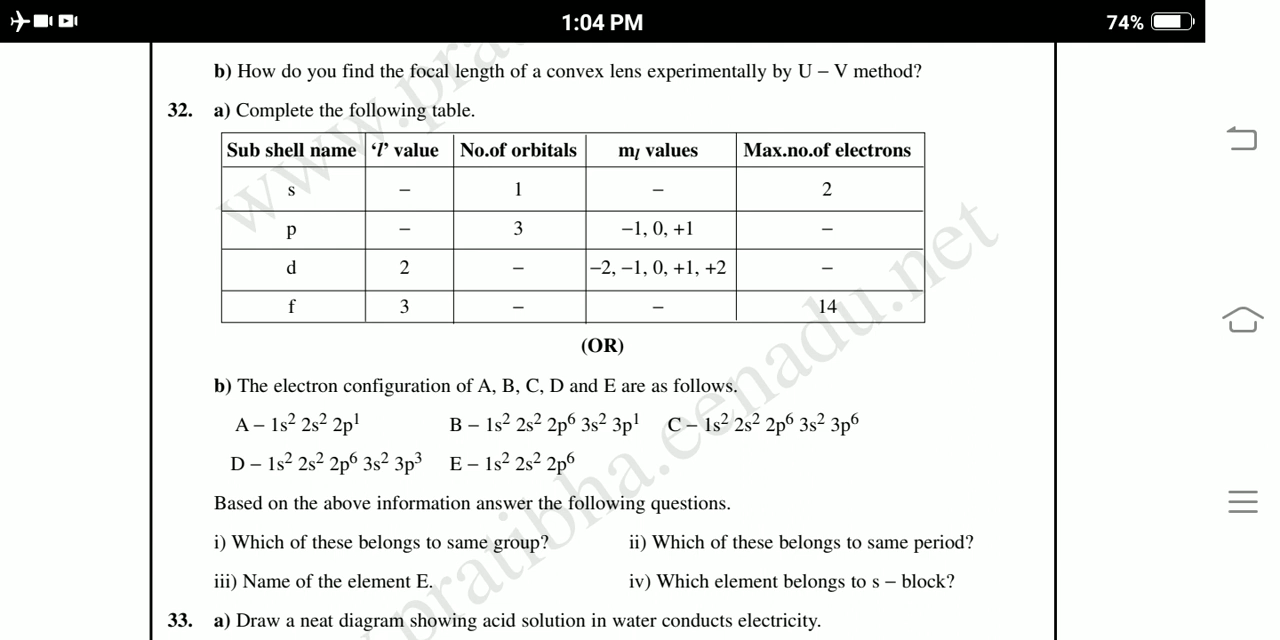 1:04 PM 74%
b) How do you find the focal length of a convex lens experimentally by U – V method?
32. a) Complete the following table.
Sub shell name 'l' value No.of orbitals mₗ values Max.no.of electrons
s – 1 – 2
p – 3 –1, 0, +1 –
d 2 – –2, –1, 0, +1, +2 –
f 3 – – 14
(OR)
b) The electron configuration of A, B, C, D and E are as follows.
A – 1s² 2s² 2p¹ B – 1s² 2s² 2p⁶ 3s² 3p¹ C – 1s² 2s² 2p⁶ 3s² 3p⁶
D – 1s² 2s² 2p⁶ 3s² 3p³ E – 1s² 2s² 2p⁶
Based on the above information answer the following questions.
i) Which of these belongs to same group? ii) Which of these belongs to same period?
iii) Name of the element E. iv) Which element belongs to s – block?
33. a) Draw a neat diagram showing acid solution in water conducts electricity.
www.pra
pratibha.eenadu.net